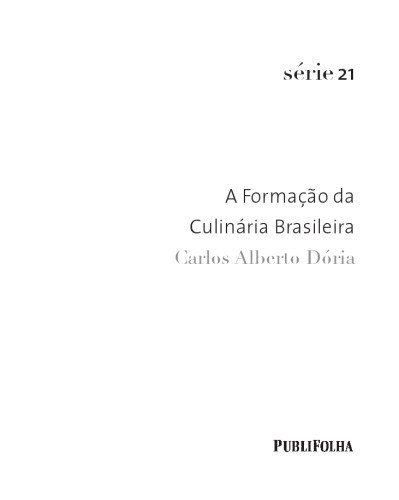 série 21
A Formação da
Culinária Brasileira
Carlos Alberto Dória
PUBLIFOLHA